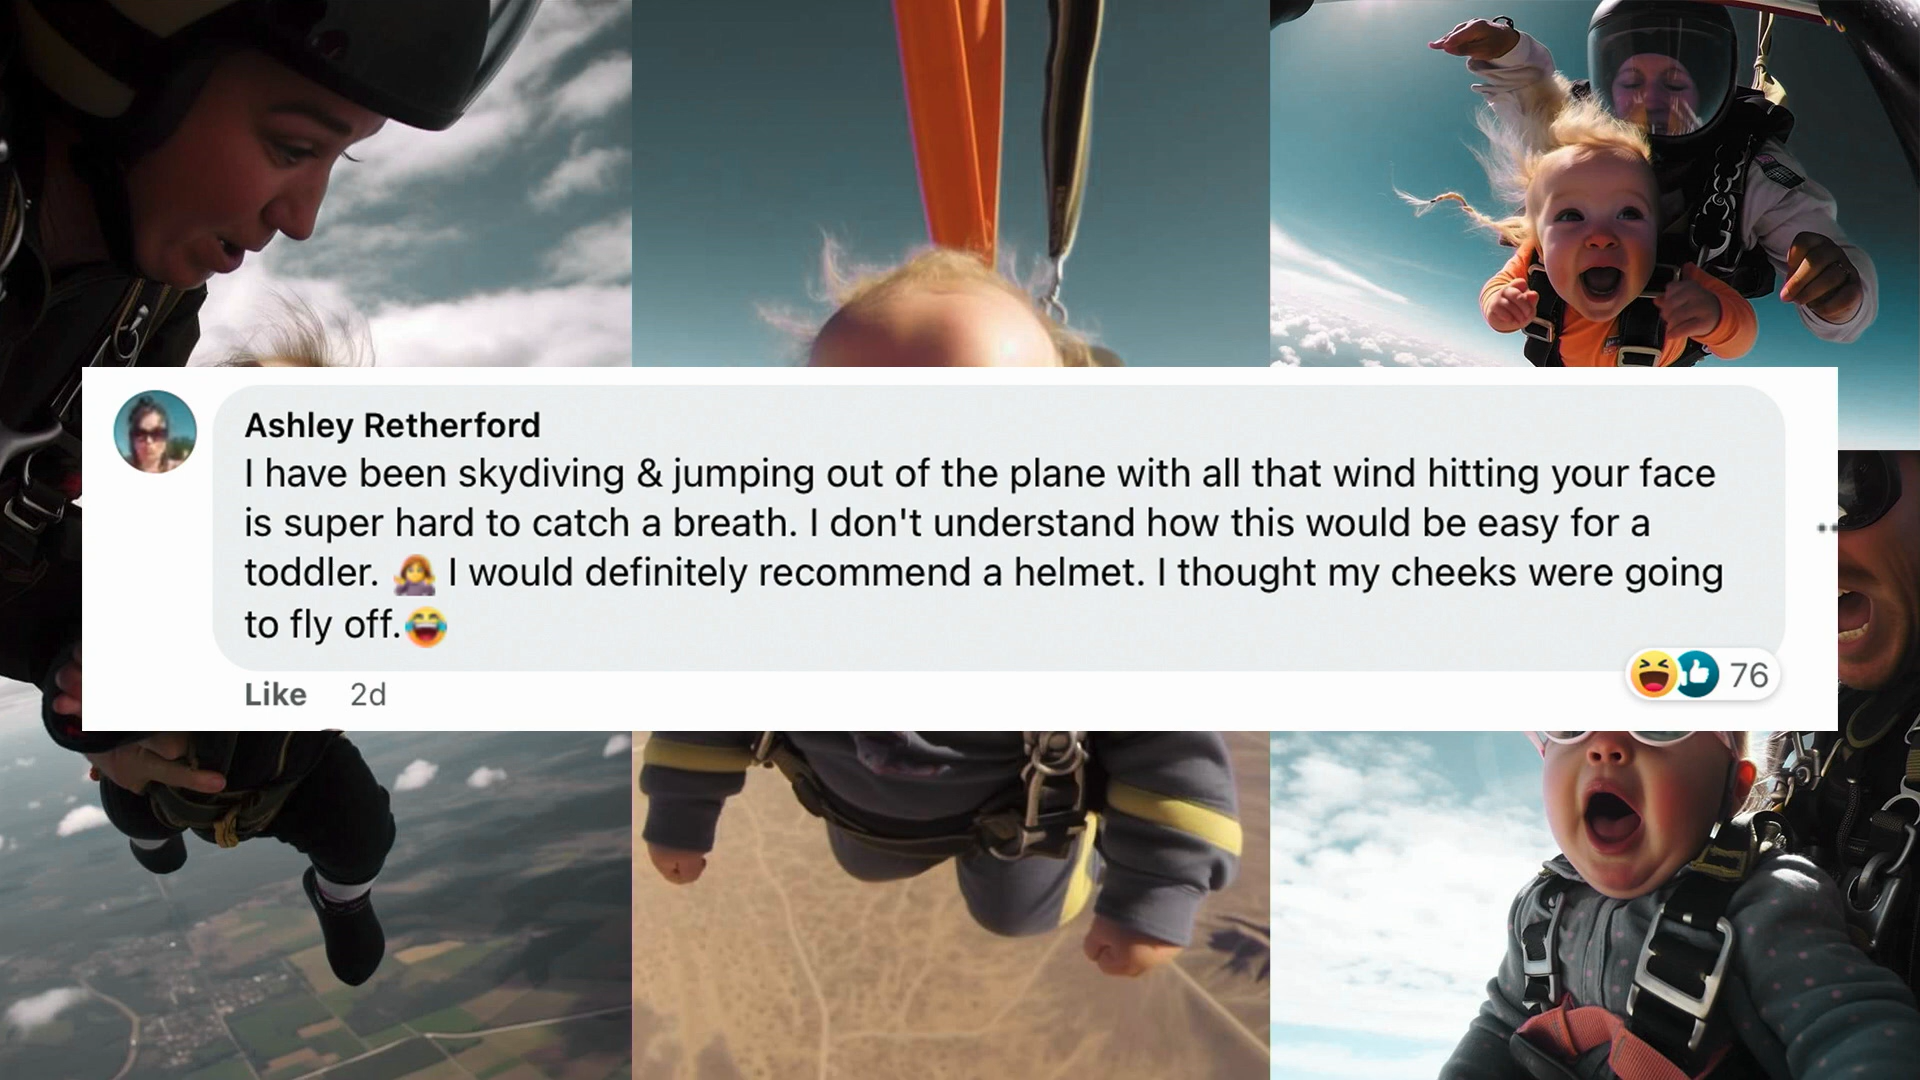 Ashley Retherford
I have been skydiving & jumping out of the plane with all that wind hitting your face
is super hard to catch a breath. I don't understand how this would be easy for a
toddler. 🤷‍♀️ I would definitely recommend a helmet. I thought my cheeks were going
to fly off.😂
Like 2d
76